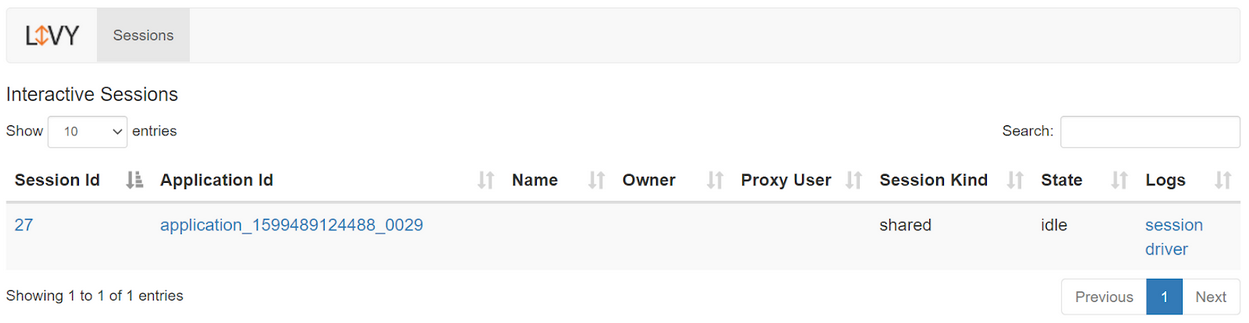 LIVY Sessions
Interactive Sessions
Show 10 entries Search:
Session Id Application Id Name Owner Proxy User Session Kind State Logs
27 application_1599489124488_0029 shared idle session
driver
Showing 1 to 1 of 1 entries Previous 1 Next